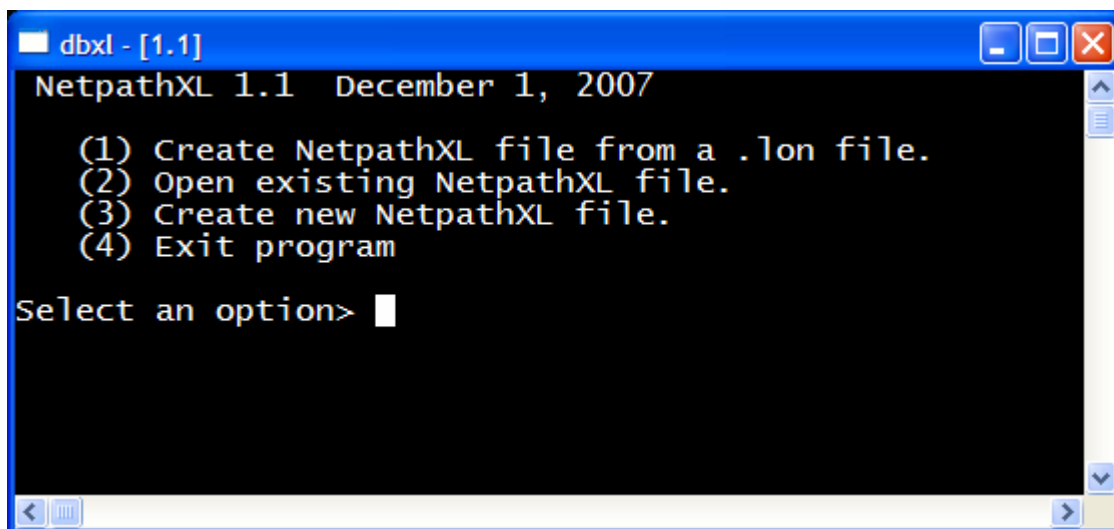 dbxl - [1.1]
NetpathXL 1.1  December 1, 2007
(1) Create NetpathXL file from a .lon file.
(2) Open existing NetpathXL file.
(3) Create new NetpathXL file.
(4) Exit program
Select an option>